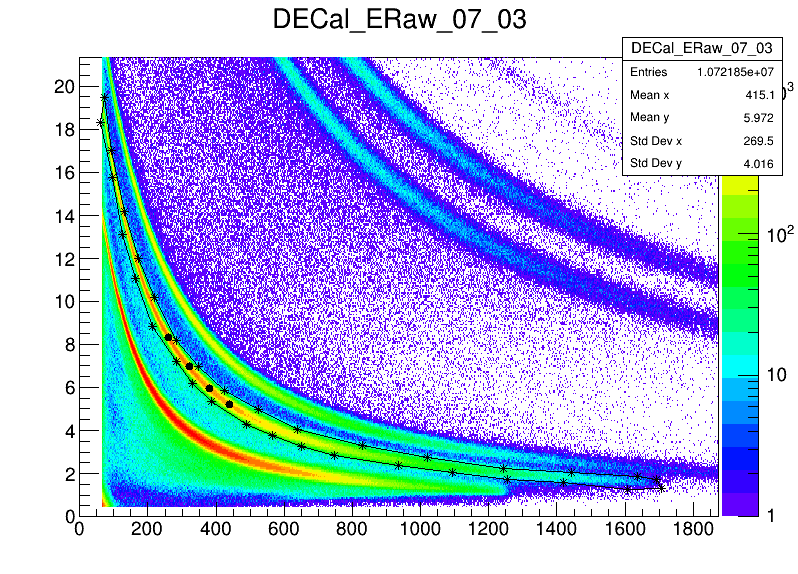 DECal_ERaw_07_03
DECal_ERaw_07_03
Entries 1.072185e+07
Mean x 415.1
Mean y 5.972
Std Dev x 269.5
Std Dev y 4.016
20
18
16
14
12
10
8
6
4
2
0
0 200 400 600 800 1000 1200 1400 1600 1800
10²
10
1